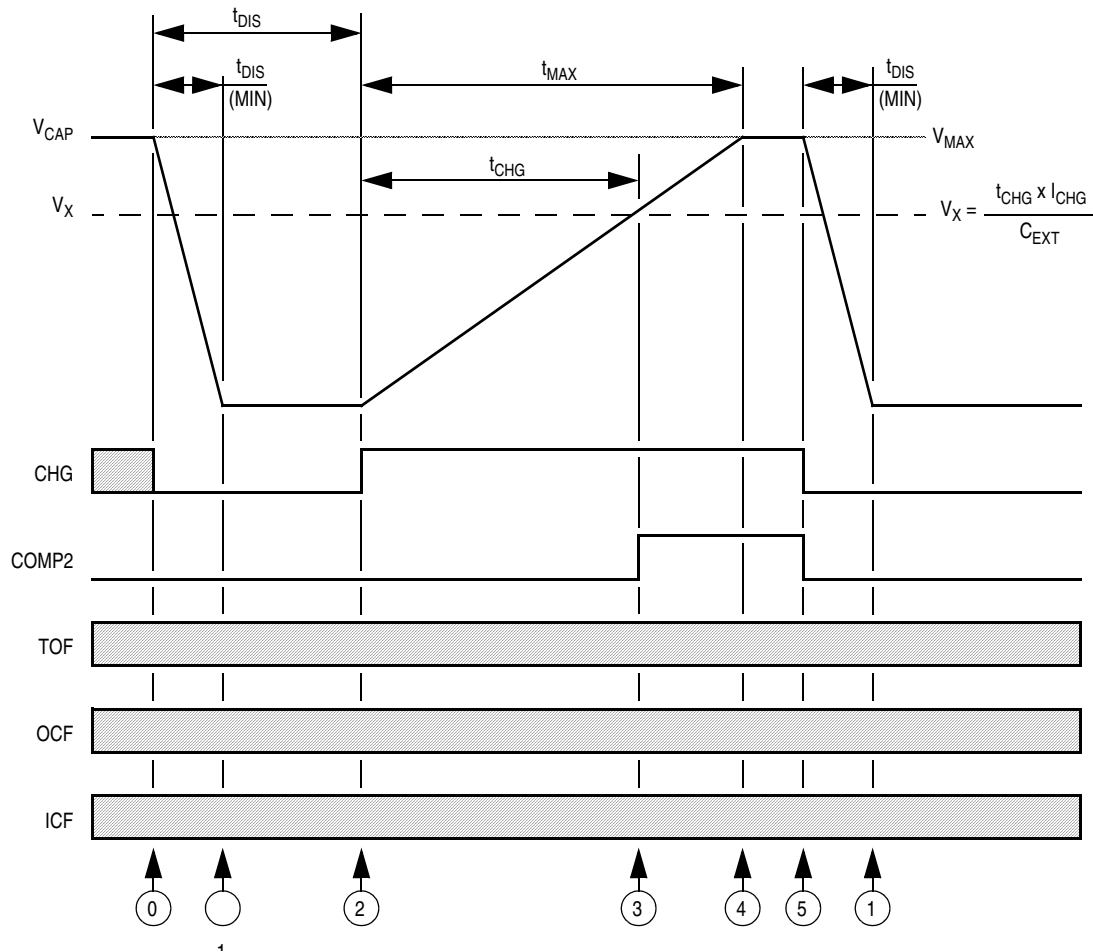 tDIS
tDIS
(MIN)
tMAX
tDIS
(MIN)
VCAP
VMAX
tCHG
VX
VX = tCHG x ICHG
CEXT
CHG
COMP2
TOF
OCF
ICF
0
2
3
4
5
1
1